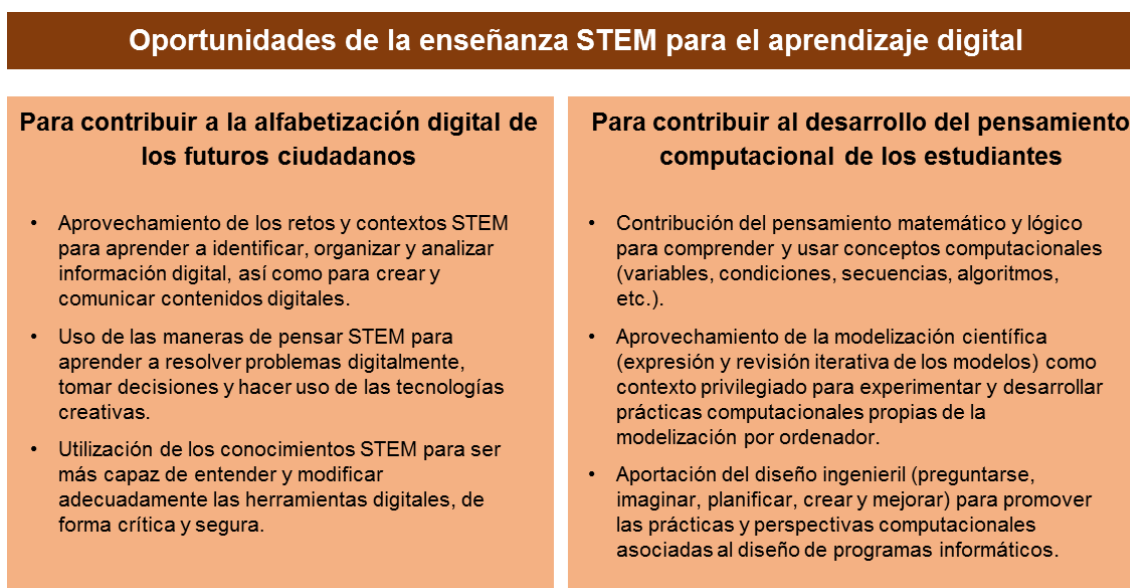 Oportunidades de la enseñanza STEM para el aprendizaje digital
Para contribuir a la alfabetización digital de
los futuros ciudadanos
• Aprovechamiento de los retos y contextos STEM
para aprender a identificar, organizar y analizar
información digital, así como para crear y
comunicar contenidos digitales.
• Uso de las maneras de pensar STEM para
aprender a resolver problemas digitalmente,
tomar decisiones y hacer uso de las tecnologías
creativas.
• Utilización de los conocimientos STEM para ser
más capaz de entender y modificar
adecuadamente las herramientas digitales, de
forma crítica y segura.
Para contribuir al desarrollo del pensamiento
computacional de los estudiantes
• Contribución del pensamiento matemático y lógico
para comprender y usar conceptos computacionales
(variables, condiciones, secuencias, algoritmos,
etc.).
• Aprovechamiento de la modelización científica
(expresión y revisión iterativa de los modelos) como
contexto privilegiado para experimentar y desarrollar
prácticas computacionales propias de la
modelización por ordenador.
• Aportación del diseño ingenieril (preguntarse,
imaginar, planificar, crear y mejorar) para promover
las prácticas y perspectivas computacionales
asociadas al diseño de programas informáticos.